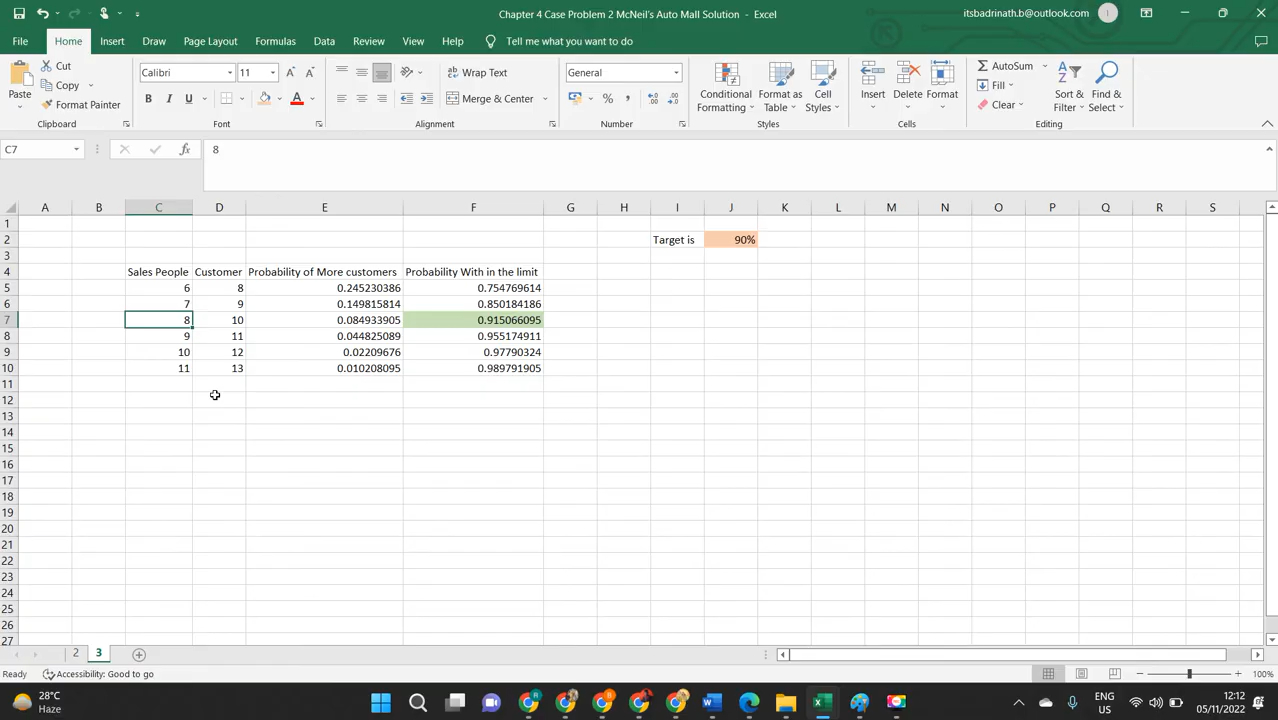 Chapter 4 Case Problem 2 McNeil's Auto Mall Solution - Excel
itsbadrinath.b@outlook.com
I
File Home Insert Draw Page Layout Formulas Data Review View Help Tell me what you want to do
Paste
Cut
Copy
Format Painter
Clipboard
Calibri 11
B I U
Font
Wrap Text
Merge & Center
Alignment
General
Number
Conditional Formatting
Format as Table
Cell Styles
Styles
Insert Delete Format
Cells
AutoSum
Fill
Clear
Sort & Filter
Find & Select
Editing
C7 fx 8
A B C D E F G H I J K L M N O P Q R S
1
2 Target is 90%
3
4 Sales People Customer Probability of More customers Probability With in the limit
5 6 8 0.245230386 0.754769614
6 7 9 0.149815814 0.850184186
7 8 10 0.084933905 0.915066095
8 9 11 0.044825089 0.955174911
9 10 12 0.02209676 0.97790324
10 11 13 0.010208095 0.989791905
11
12
13
14
15
16
17
18
19
20
21
22
23
24
25
26
27
2 3
Ready Accessibility: Good to go 100%
28°C
Haze
ENG
US
12:12
05/11/2022